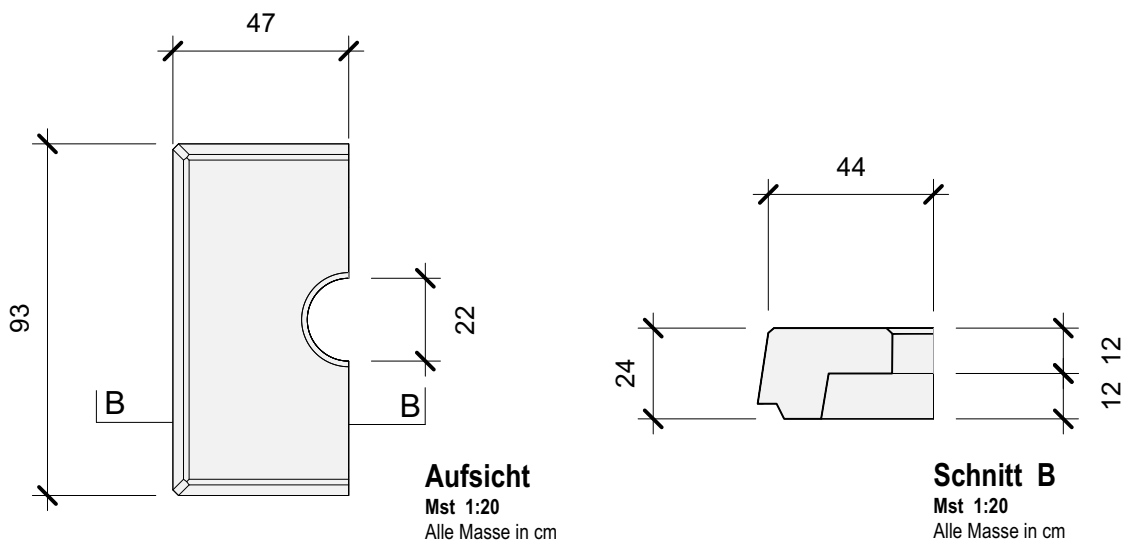 47
93
22
B
B
Aufsicht
Mst 1:20
Alle Masse in cm
44
24
12
12
Schnitt B
Mst 1:20
Alle Masse in cm